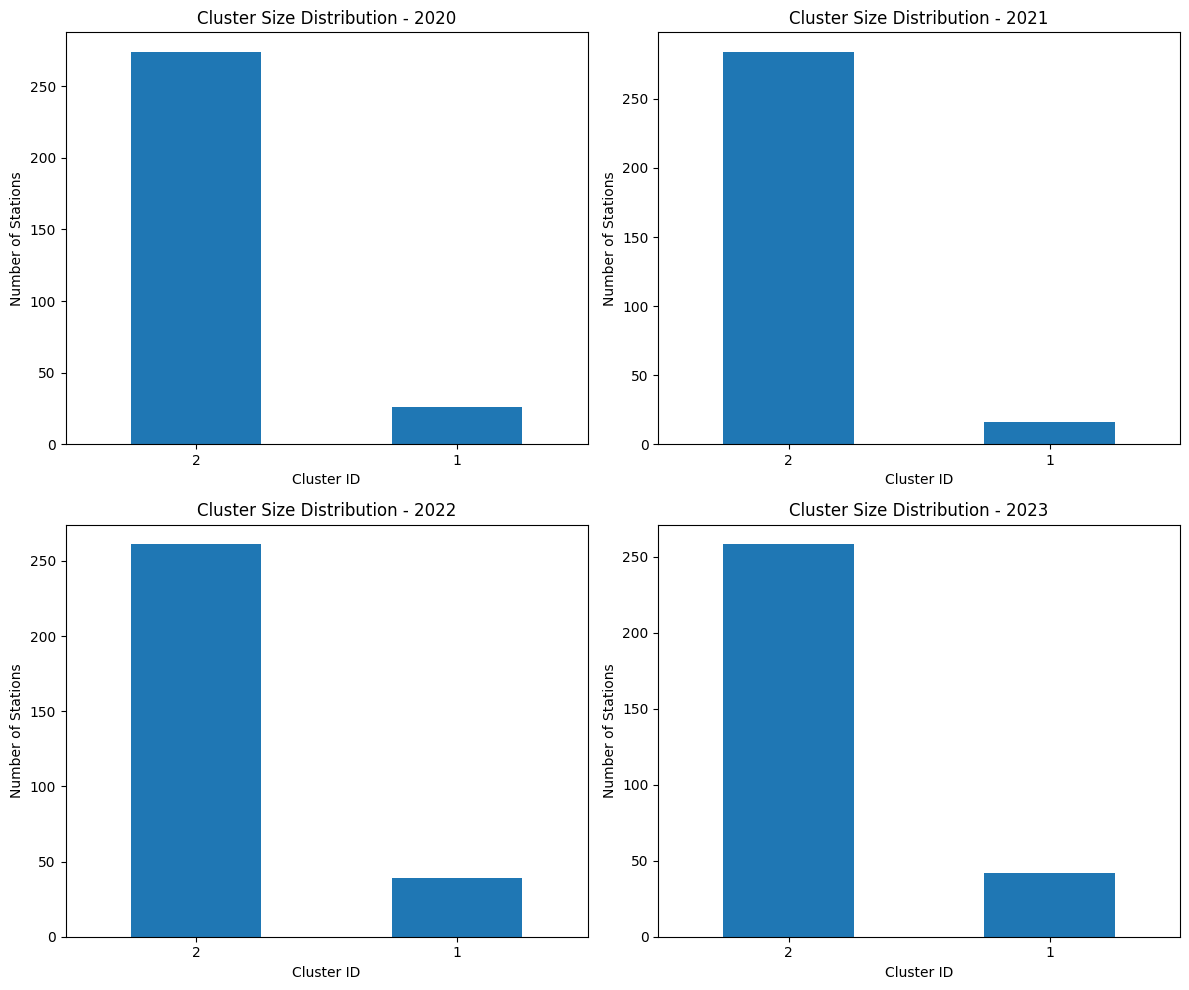 Cluster Size Distribution - 2020
Number of Stations
250
200
150
100
50
0
2
1
Cluster ID
Cluster Size Distribution - 2021
Number of Stations
250
200
150
100
50
0
2
1
Cluster ID
Cluster Size Distribution - 2022
Number of Stations
250
200
150
100
50
0
2
1
Cluster ID
Cluster Size Distribution - 2023
Number of Stations
250
200
150
100
50
0
2
1
Cluster ID